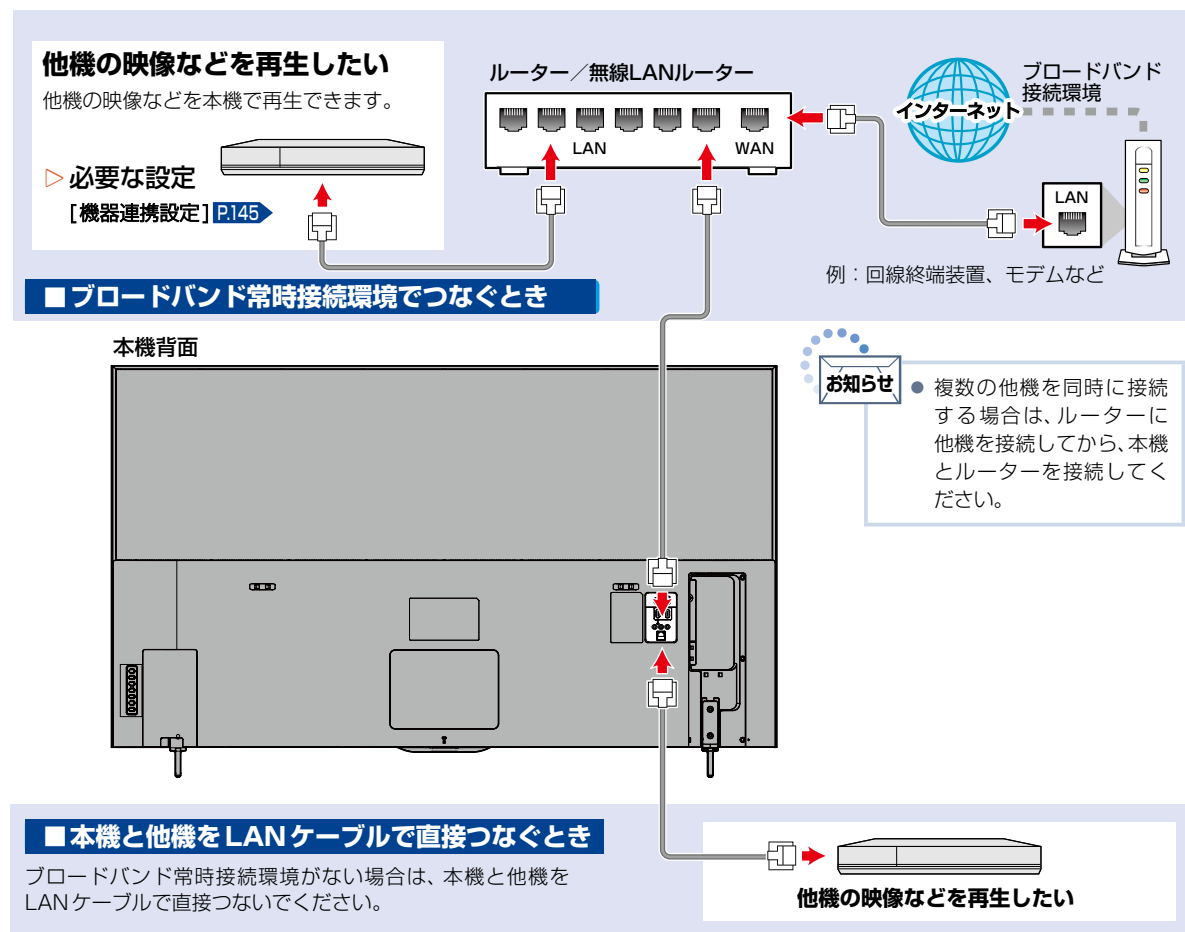 他機の映像などを再生したい
他機の映像などを本機で再生できます。
▷必要な設定
[機器連携設定] P.145
ルーター／無線LANルーター
LAN
WAN
インターネット
ブロードバンド
接続環境
LAN
例：回線終端装置、モデムなど
■ブロードバンド常時接続環境でつなぐとき
本機背面
お知らせ
● 複数の他機を同時に接続
する場合は、ルーターに
他機を接続してから、本機
とルーターを接続してく
ださい。
■本機と他機をLANケーブルで直接つなぐとき
ブロードバンド常時接続環境がない場合は、本機と他機を
LANケーブルで直接つないでください。
他機の映像などを再生したい